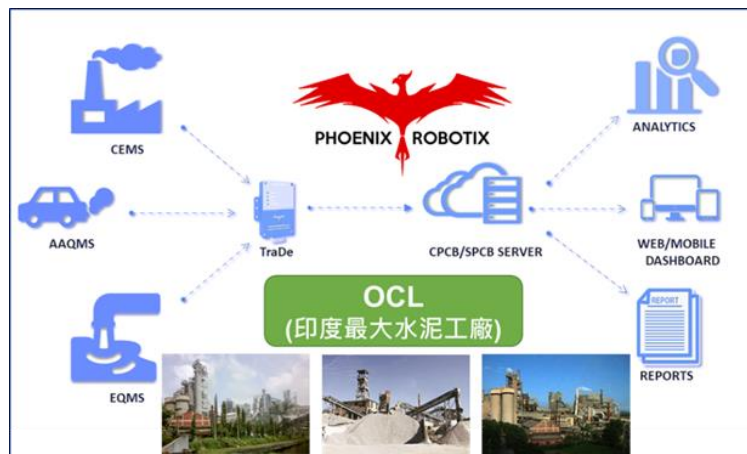 CEMS
AAQMS
EQMS
TraDe
PHOENIX ROBOTIX
CPCB/SPCB SERVER
ANALYTICS
WEB/MOBILE
DASHBOARD
REPORT
REPORTS
OCL
(印度最大水泥工廠)